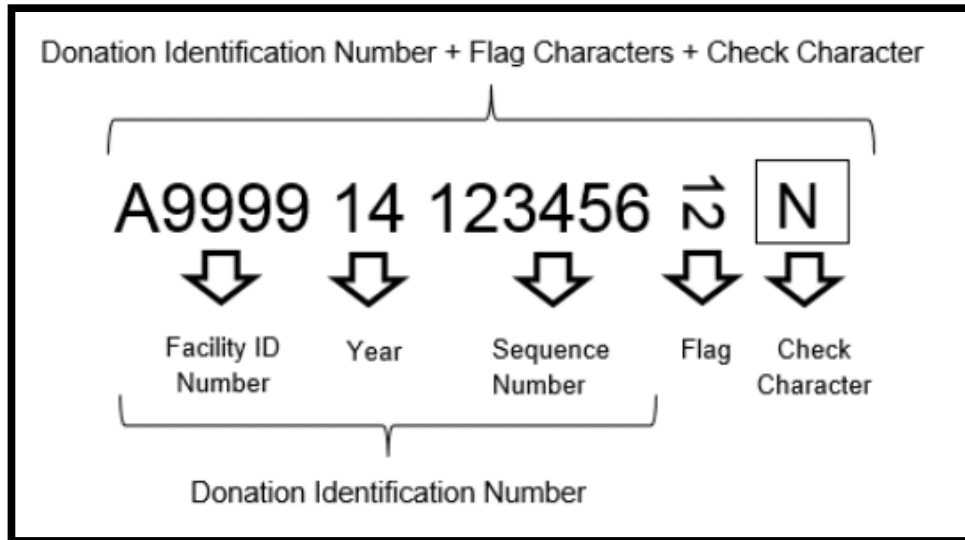 Donation Identification Number + Flag Characters + Check Character
A9999 14 123456 12 N
Facility ID Number
Year
Sequence Number
Flag
Check Character
Donation Identification Number